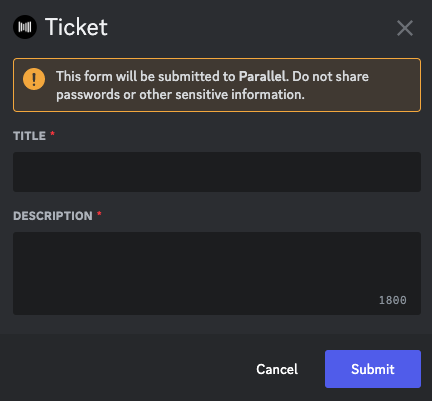 Ticket
This form will be submitted to Parallel. Do not share
passwords or other sensitive information.
TITLE *
DESCRIPTION *
1800
Cancel
Submit